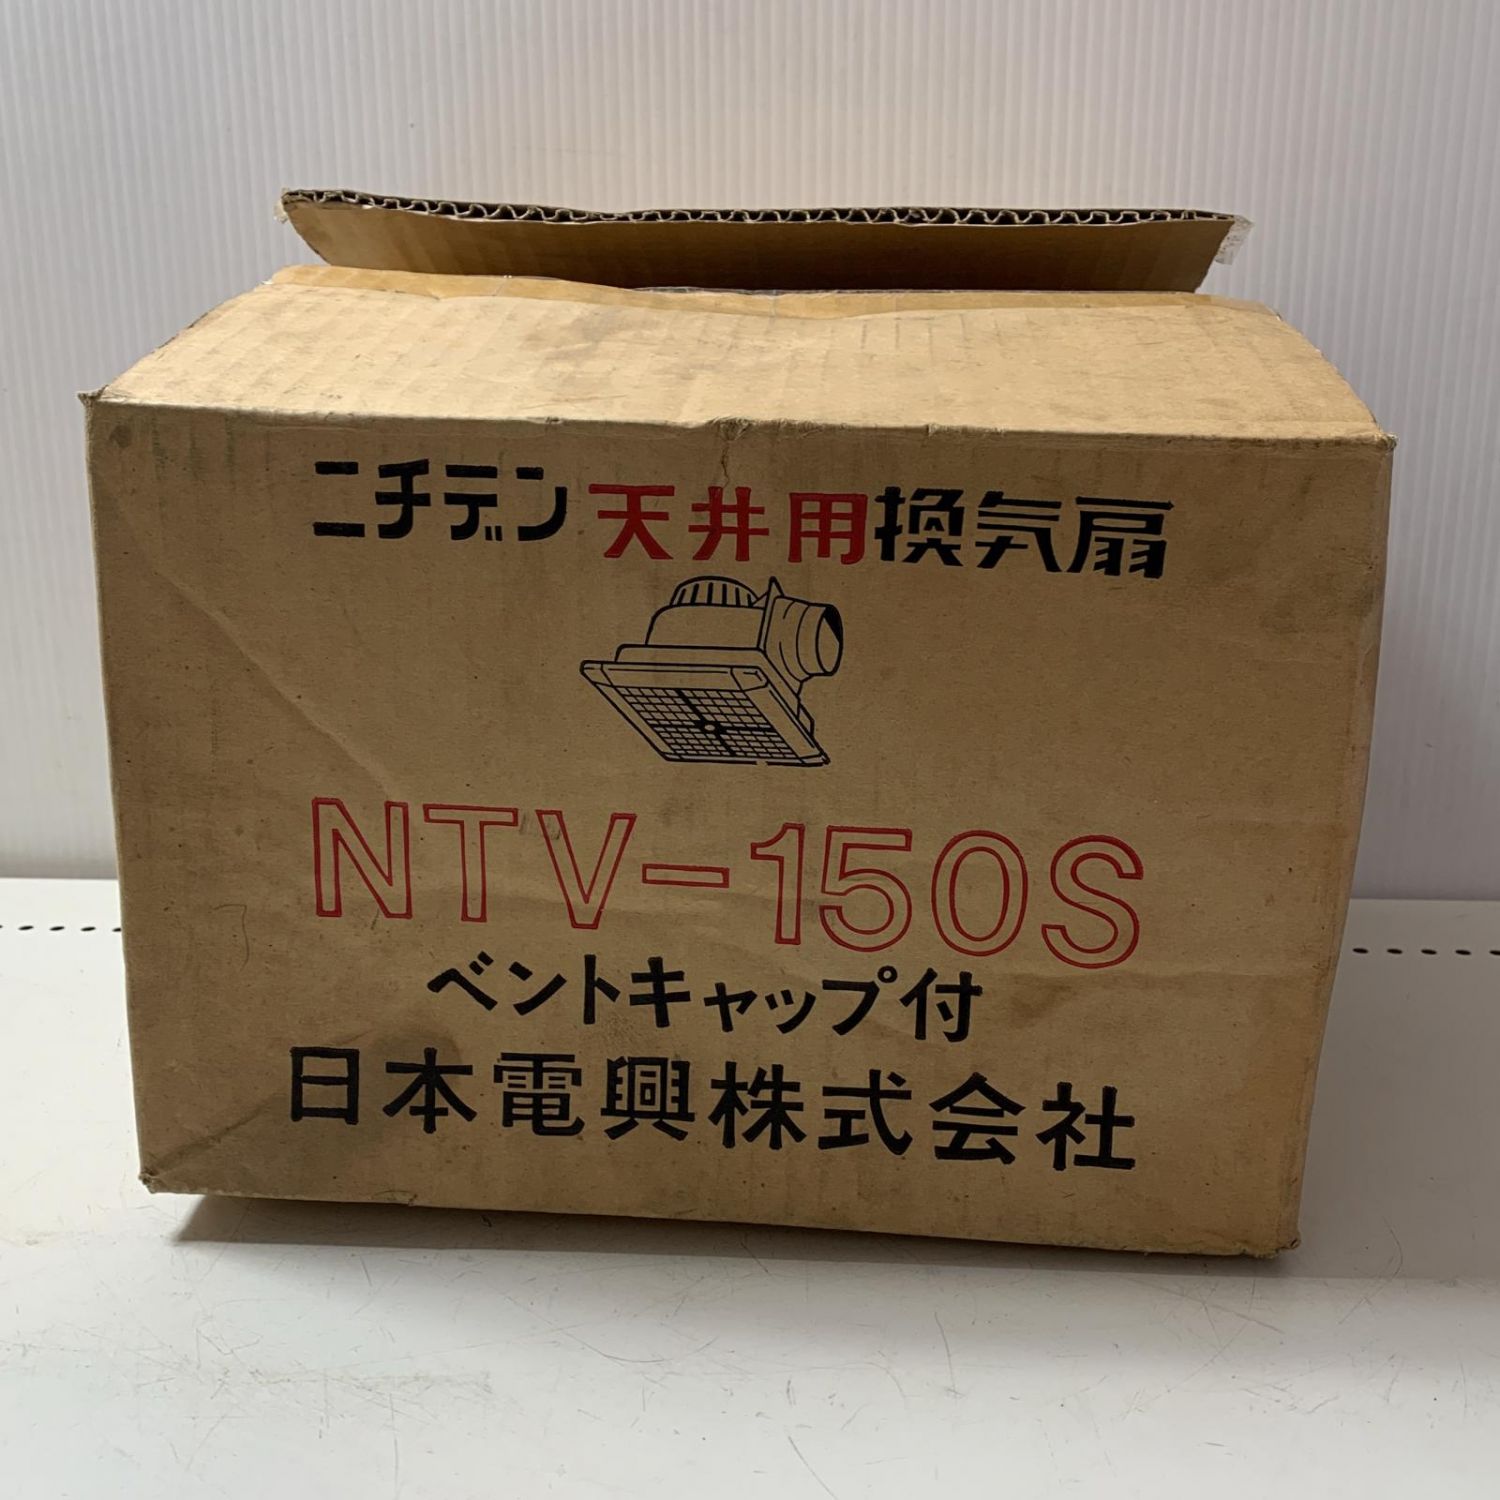 ニチデン天井用換気扇
NTV-150S
ベントキャップ付
日本電興株式会社